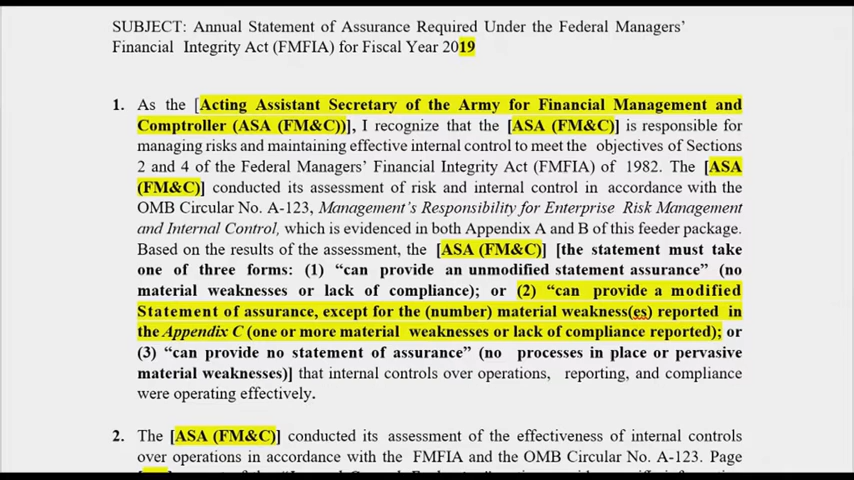 SUBJECT: Annual Statement of Assurance Required Under the Federal Managers’
Financial Integrity Act (FMFIA) for Fiscal Year 2019
1. As the [Acting Assistant Secretary of the Army for Financial Management and
Comptroller (ASA (FM&C))], I recognize that the [ASA (FM&C)] is responsible for
managing risks and maintaining effective internal control to meet the objectives of Sections
2 and 4 of the Federal Managers’ Financial Integrity Act (FMFIA) of 1982. The [ASA
(FM&C)] conducted its assessment of risk and internal control in accordance with the
OMB Circular No. A-123, Management’s Responsibility for Enterprise Risk Management
and Internal Control, which is evidenced in both Appendix A and B of this feeder package.
Based on the results of the assessment, the [ASA (FM&C)] [the statement must take
one of three forms: (1) “can provide an unmodified statement assurance” (no
material weaknesses or lack of compliance); or (2) “can provide a modified
Statement of assurance, except for the (number) material weakness(es) reported in
the Appendix C (one or more material weaknesses or lack of compliance reported); or
(3) “can provide no statement of assurance” (no processes in place or pervasive
material weaknesses)] that internal controls over operations, reporting, and compliance
were operating effectively.
2. The [ASA (FM&C)] conducted its assessment of the effectiveness of internal controls
over operations in accordance with the FMFIA and the OMB Circular No. A-123. Page